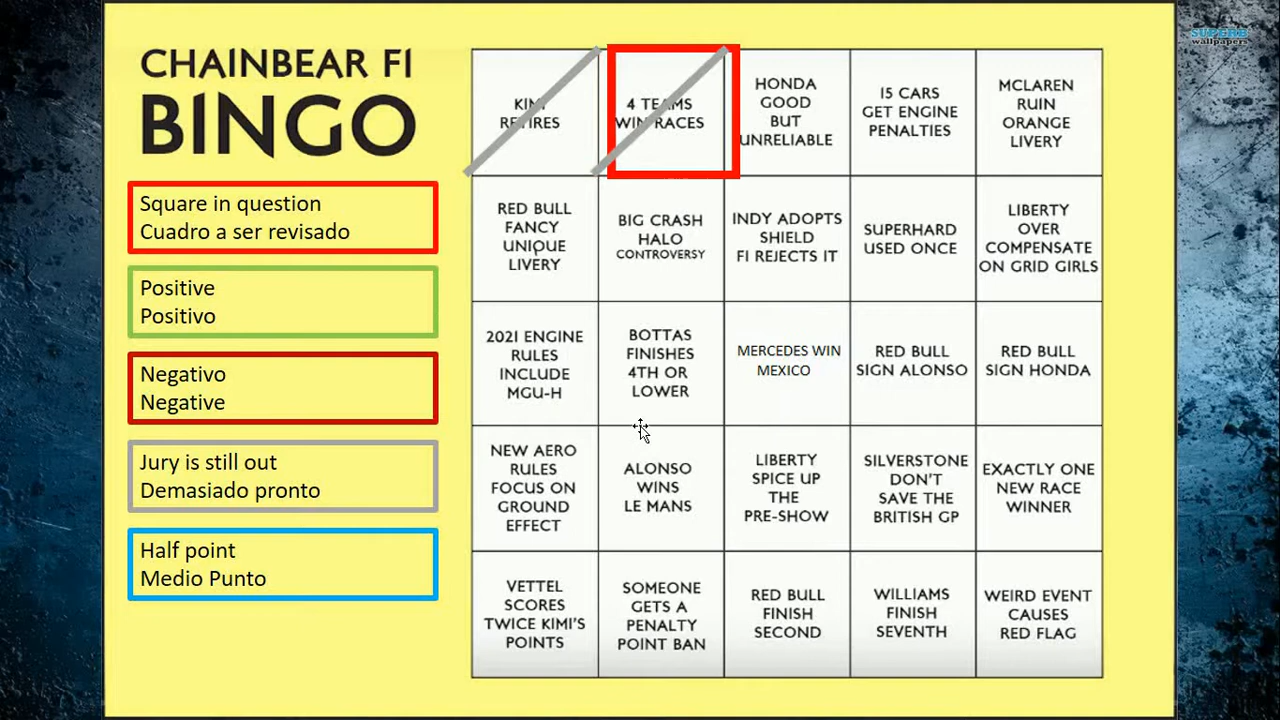 SUPERB
wallpapers
CHAINBEAR F1
BINGO
Square in question
Cuadro a ser revisado
Positive
Positivo
Negativo
Negative
Jury is still out
Demasiado pronto
Half point
Medio Punto
KIMI
RETIRES
4 TEAMS
WIN RACES
HONDA
GOOD
BUT
UNRELIABLE
15 CARS
GET ENGINE
PENALTIES
MCLAREN
RUIN
ORANGE
LIVERY
RED BULL
FANCY
UNIQUE
LIVERY
BIG CRASH
HALO
CONTROVERSY
INDY ADOPTS
SHIELD
F1 REJECTS IT
SUPERHARD
USED ONCE
LIBERTY
OVER
COMPENSATE
ON GRID GIRLS
2021 ENGINE
RULES
INCLUDE
MGU-H
BOTTAS
FINISHES
4TH OR
LOWER
MERCEDES WIN
MEXICO
RED BULL
SIGN ALONSO
RED BULL
SIGN HONDA
NEW AERO
RULES
FOCUS ON
GROUND
EFFECT
ALONSO
WINS
LE MANS
LIBERTY
SPICE UP
THE
PRE-SHOW
SILVERSTONE
DON'T
SAVE THE
BRITISH GP
EXACTLY ONE
NEW RACE
WINNER
VETTEL
SCORES
TWICE KIMI'S
POINTS
SOMEONE
GETS A
PENALTY
POINT BAN
RED BULL
FINISH
SECOND
WILLIAMS
FINISH
SEVENTH
WEIRD EVENT
CAUSES
RED FLAG